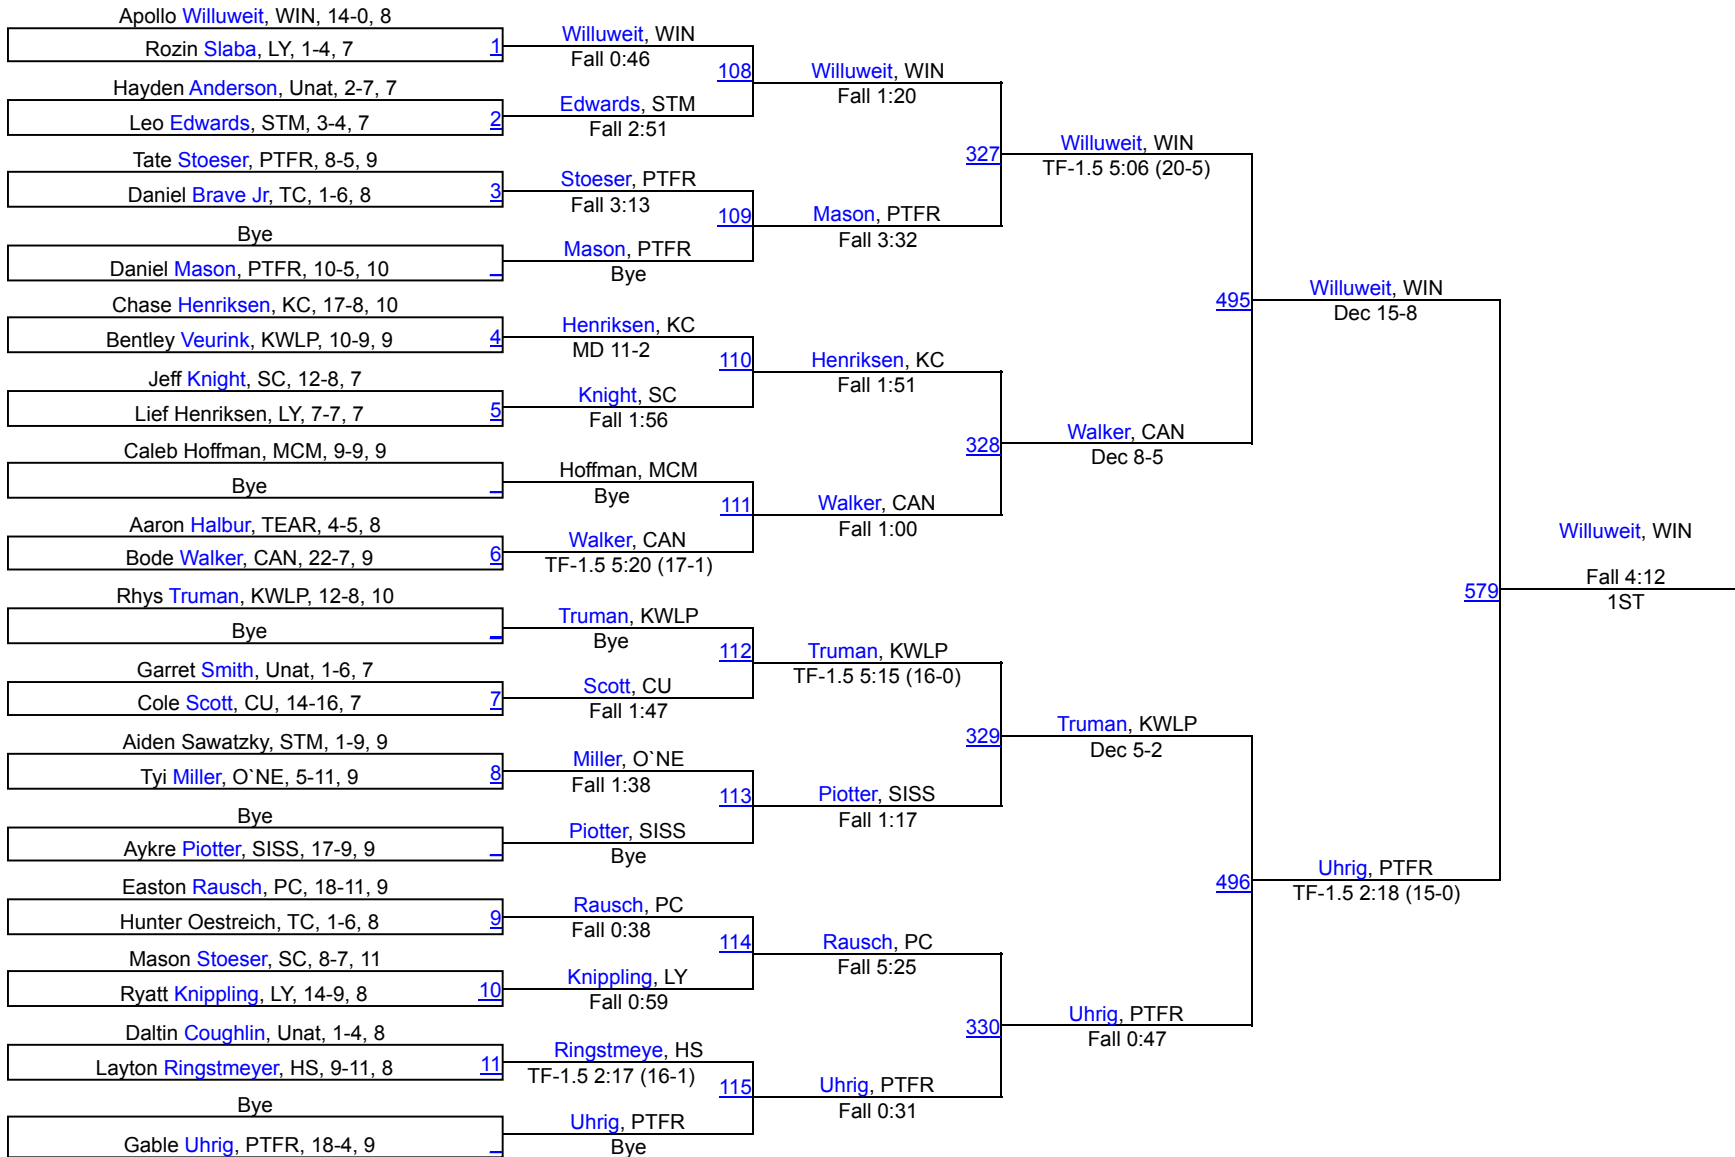 Apollo Willuweit, WIN, 14-0, 8
Rozin Slaba, LY, 1-4, 7
1
Hayden Anderson, Unat, 2-7, 7
Leo Edwards, STM, 3-4, 7
2
Tate Stoeser, PTFR, 8-5, 9
Daniel Brave Jr, TC, 1-6, 8
3
Bye
Daniel Mason, PTFR, 10-5, 10
Chase Henriksen, KC, 17-8, 10
Bentley Veurink, KWLP, 10-9, 9
4
Jeff Knight, SC, 12-8, 7
Lief Henriksen, LY, 7-7, 7
5
Caleb Hoffman, MCM, 9-9, 9
Bye
Aaron Halbur, TEAR, 4-5, 8
Bode Walker, CAN, 22-7, 9
6
Rhys Truman, KWLP, 12-8, 10
Bye
Garret Smith, Unat, 1-6, 7
Cole Scott, CU, 14-16, 7
7
Aiden Sawatzky, STM, 1-9, 9
Tyi Miller, O`NE, 5-11, 9
8
Bye
Aykre Piotter, SISS, 17-9, 9
Easton Rausch, PC, 18-11, 9
Hunter Oestreich, TC, 1-6, 8
9
Mason Stoeser, SC, 8-7, 11
Ryatt Knippling, LY, 14-9, 8
10
Daltin Coughlin, Unat, 1-4, 8
Layton Ringstmeyer, HS, 9-11, 8
11
Bye
Gable Uhrig, PTFR, 18-4, 9
Willuweit, WIN
Fall 0:46
108
Edwards, STM
Fall 2:51
Stoeser, PTFR
Fall 3:13
109
Mason, PTFR
Bye
Henriksen, KC
MD 11-2
110
Knight, SC
Fall 1:56
Hoffman, MCM
Bye
111
Walker, CAN
TF-1.5 5:20 (17-1)
Truman, KWLP
Bye
112
Scott, CU
Fall 1:47
Miller, O`NE
Fall 1:38
113
Piotter, SISS
Bye
Rausch, PC
Fall 0:38
114
Knippling, LY
Fall 0:59
Ringstmeye, HS
TF-1.5 2:17 (16-1)
115
Uhrig, PTFR
Bye
Willuweit, WIN
Fall 1:20
327
Mason, PTFR
Fall 3:32
Henriksen, KC
Fall 1:51
328
Walker, CAN
Fall 1:00
Truman, KWLP
TF-1.5 5:15 (16-0)
329
Piotter, SISS
Fall 1:17
Rausch, PC
Fall 5:25
330
Uhrig, PTFR
Fall 0:31
Willuweit, WIN
TF-1.5 5:06 (20-5)
495
Walker, CAN
Dec 8-5
Truman, KWLP
Dec 5-2
496
Uhrig, PTFR
Fall 0:47
Willuweit, WIN
Dec 15-8
579
Uhrig, PTFR
TF-1.5 2:18 (15-0)
Willuweit, WIN
Fall 4:12
1ST